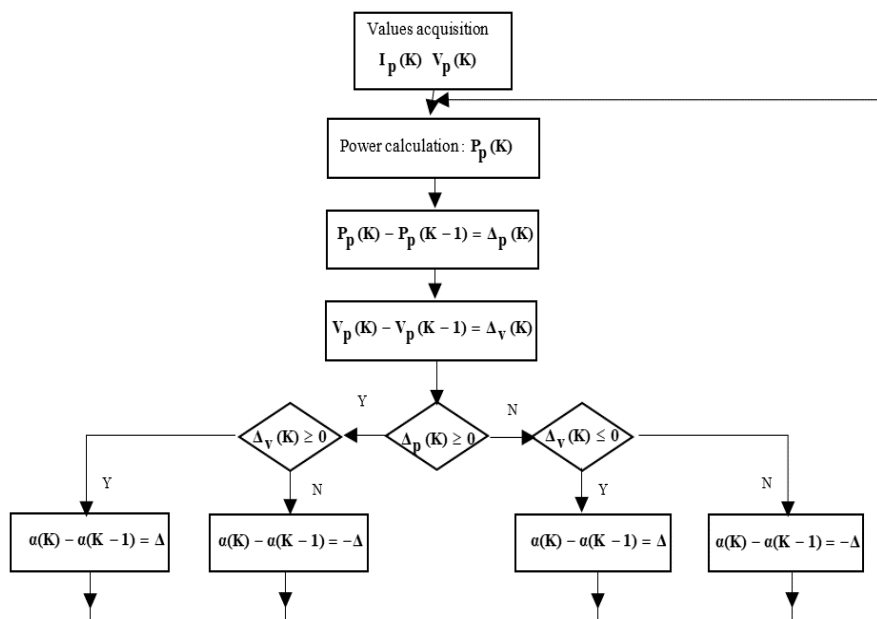 Values acquisition
I_p(K) V_p(K)
Power calculation : P_p(K)
P_p(K) − P_p(K − 1) = Δ_p(K)
V_p(K) − V_p(K − 1) = Δ_v(K)
Y
N
Δ_v(K) ≥ 0
Δ_p(K) ≥ 0
Δ_v(K) ≤ 0
Y
N
Y
N
α(K) − α(K − 1) = Δ
α(K) − α(K − 1) = −Δ
α(K) − α(K − 1) = Δ
α(K) − α(K − 1) = −Δ